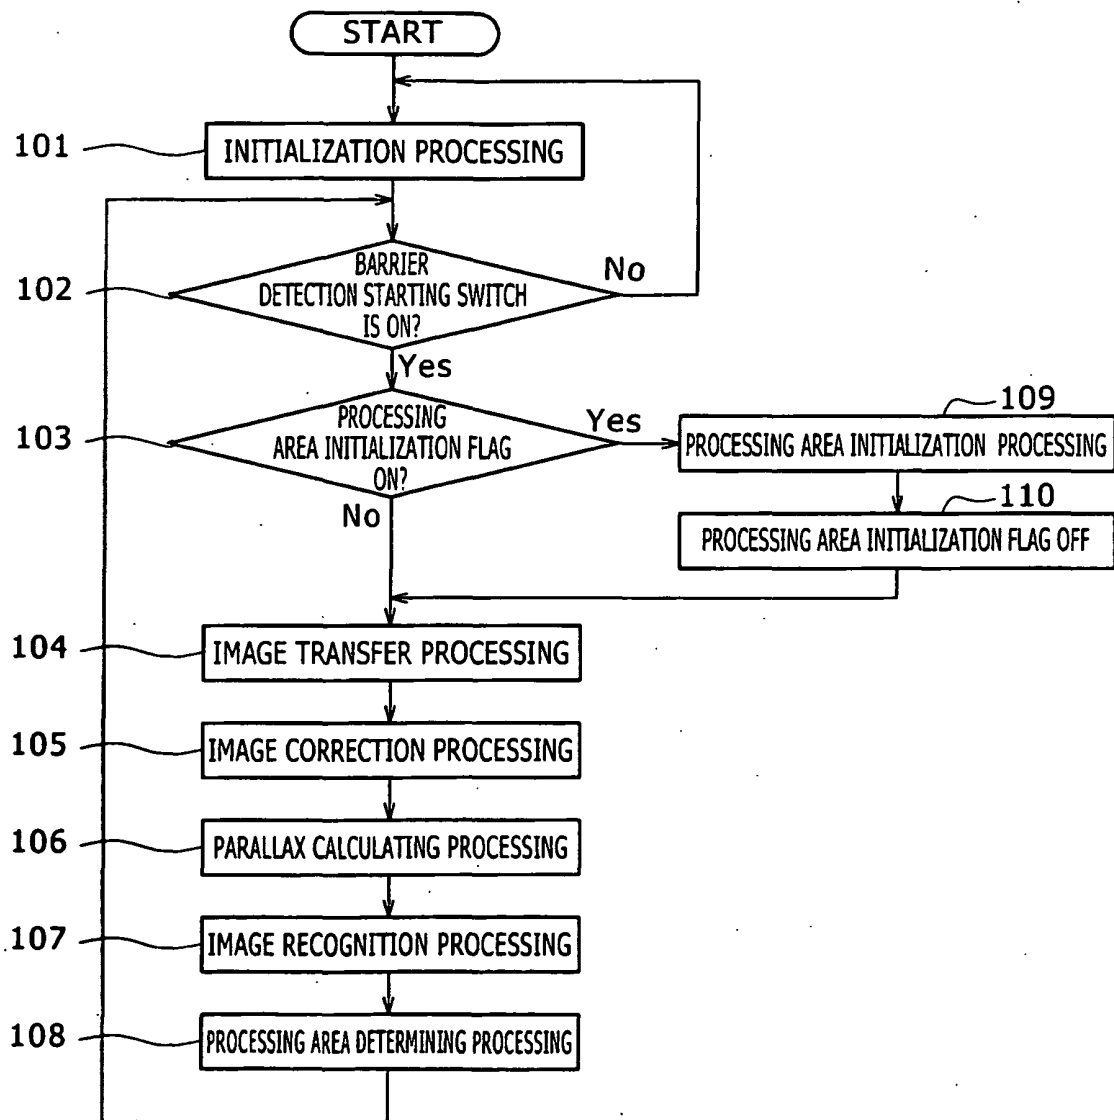 START
101
INITIALIZATION PROCESSING
102
BARRIER
DETECTION STARTING SWITCH
IS ON?
No
Yes
103
PROCESSING
AREA INITIALIZATION FLAG
ON?
Yes
No
109
PROCESSING AREA INITIALIZATION PROCESSING
110
PROCESSING AREA INITIALIZATION FLAG OFF
104
IMAGE TRANSFER PROCESSING
105
IMAGE CORRECTION PROCESSING
106
PARALLAX CALCULATING PROCESSING
107
IMAGE RECOGNITION PROCESSING
108
PROCESSING AREA DETERMINING PROCESSING